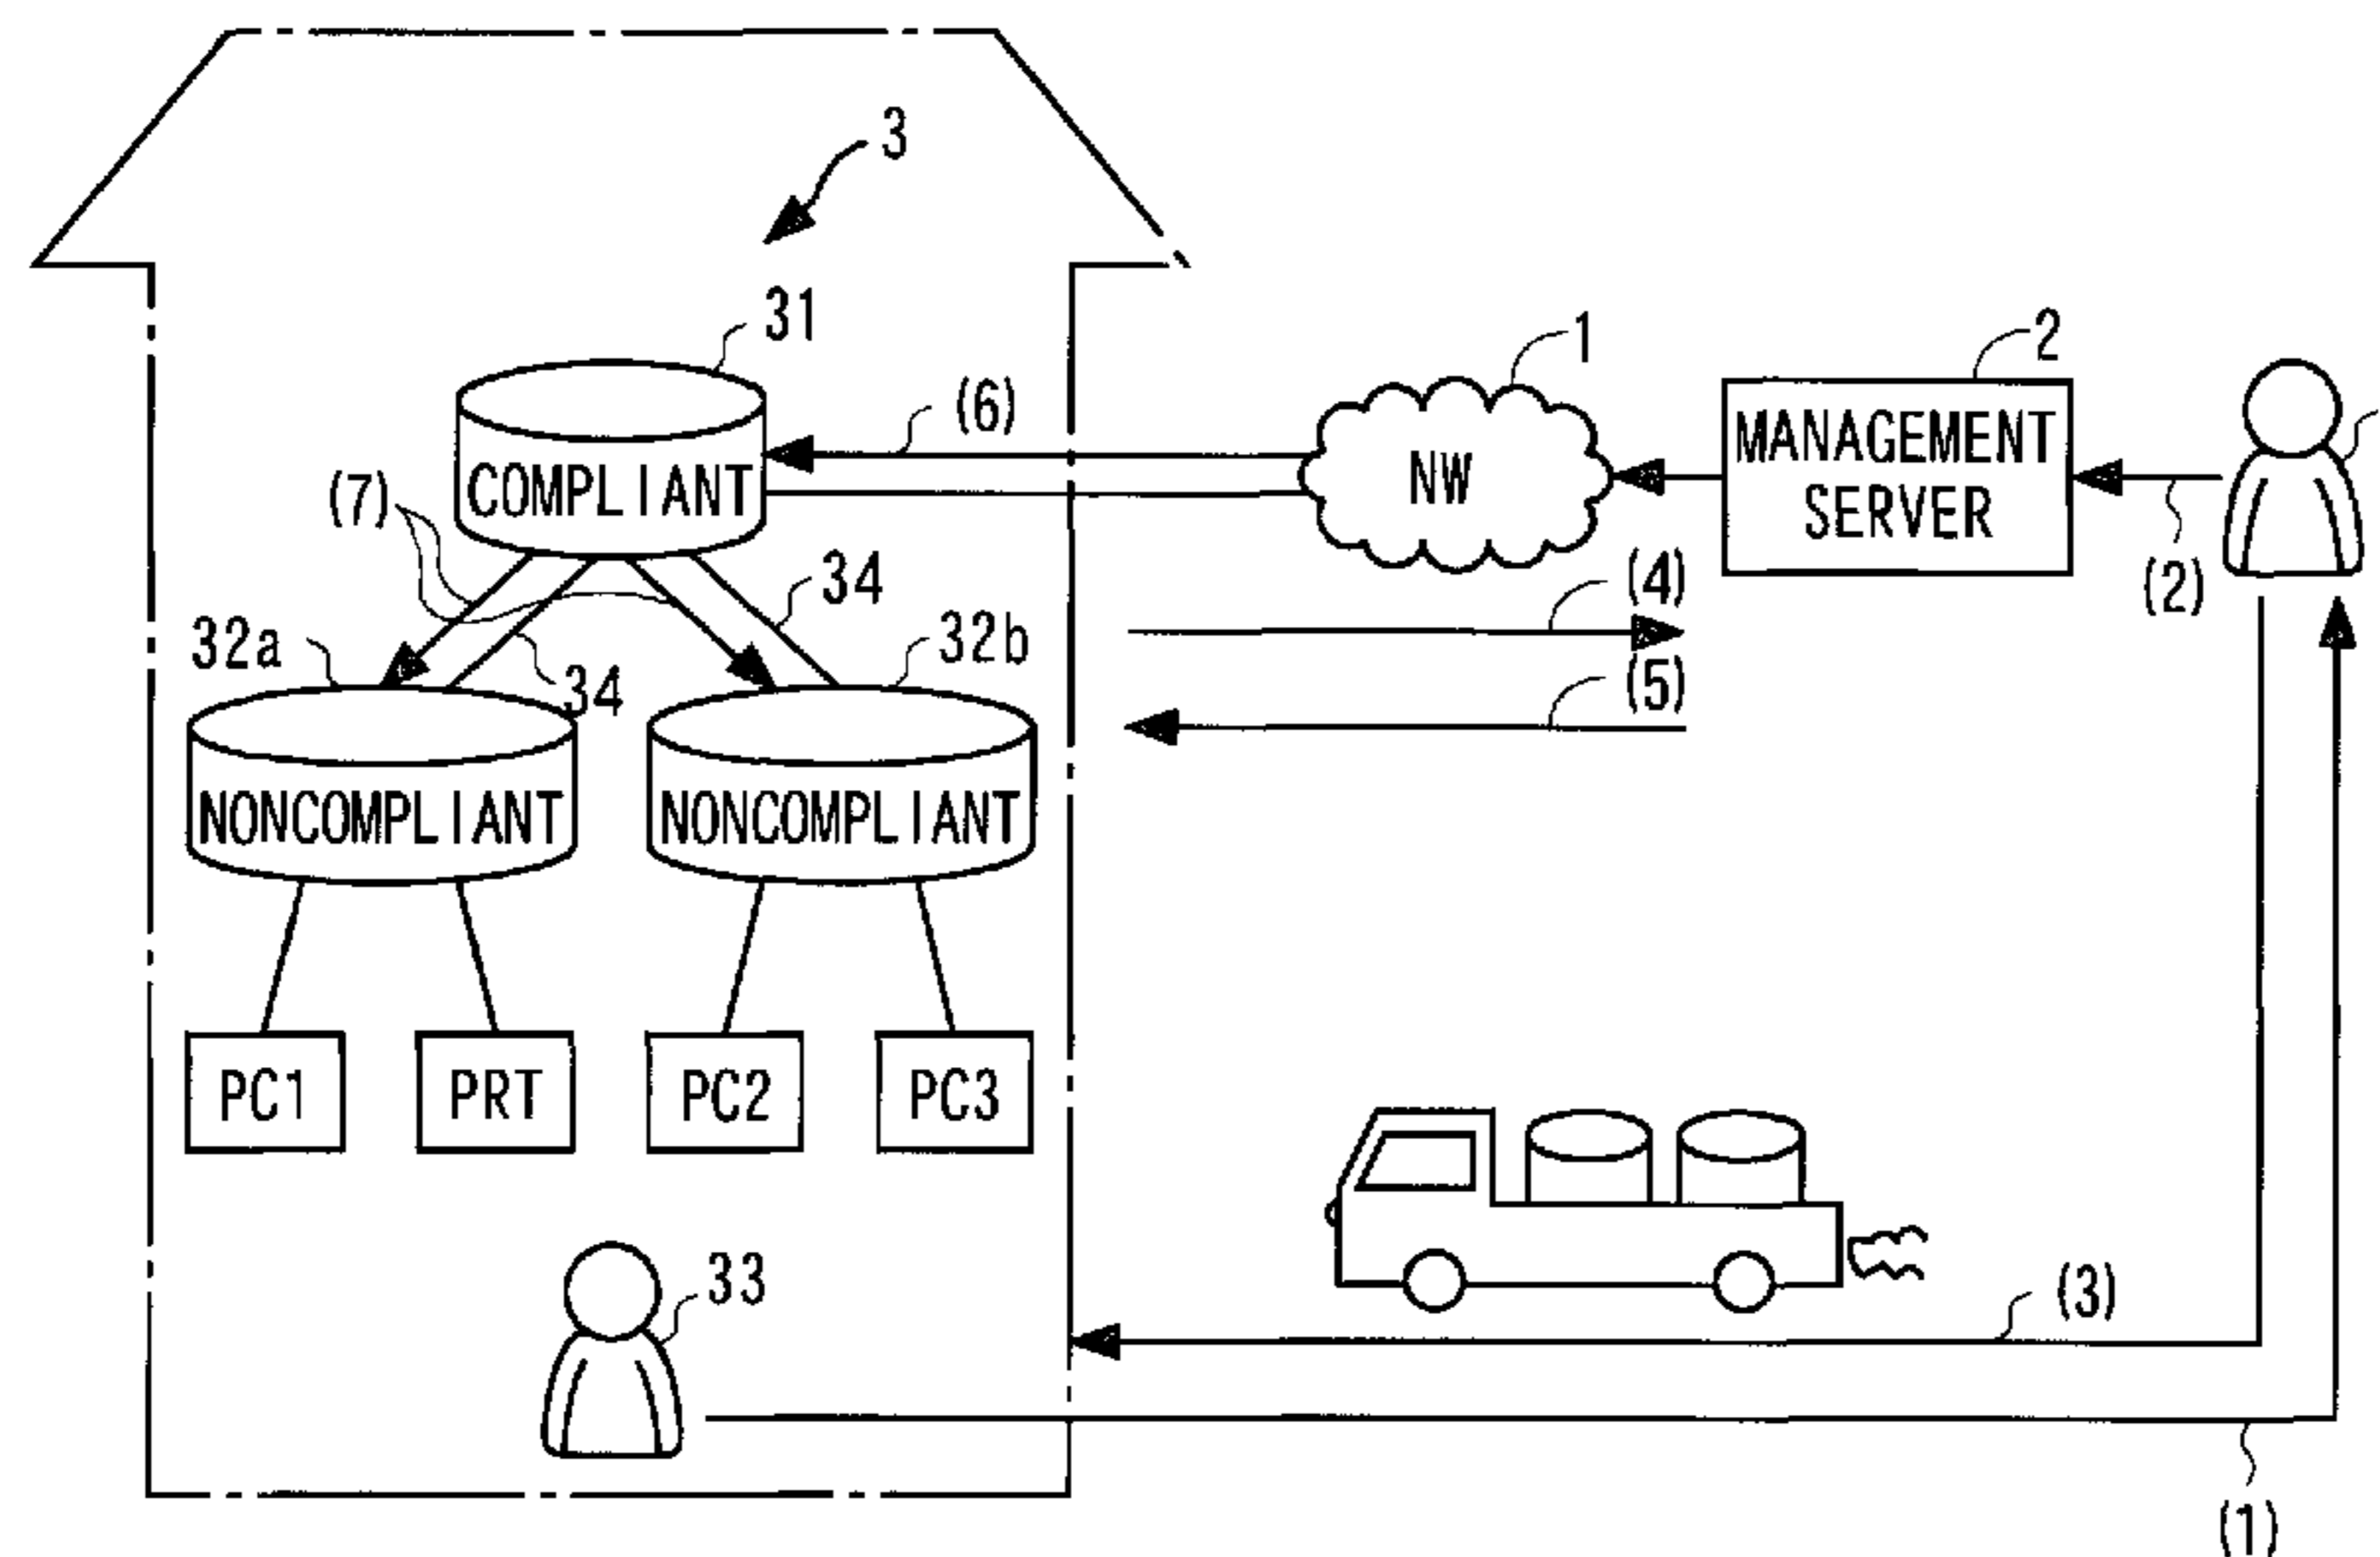 3
31
1
2
(6)
MANAGEMENT
SERVER
NW
COMPLIANT
(7)
(2)
34
(4)
32a
32b
34
(5)
NONCOMPLIANT
NONCOMPLIANT
PC1
PRT
PC2
PC3
33
(3)
(1)